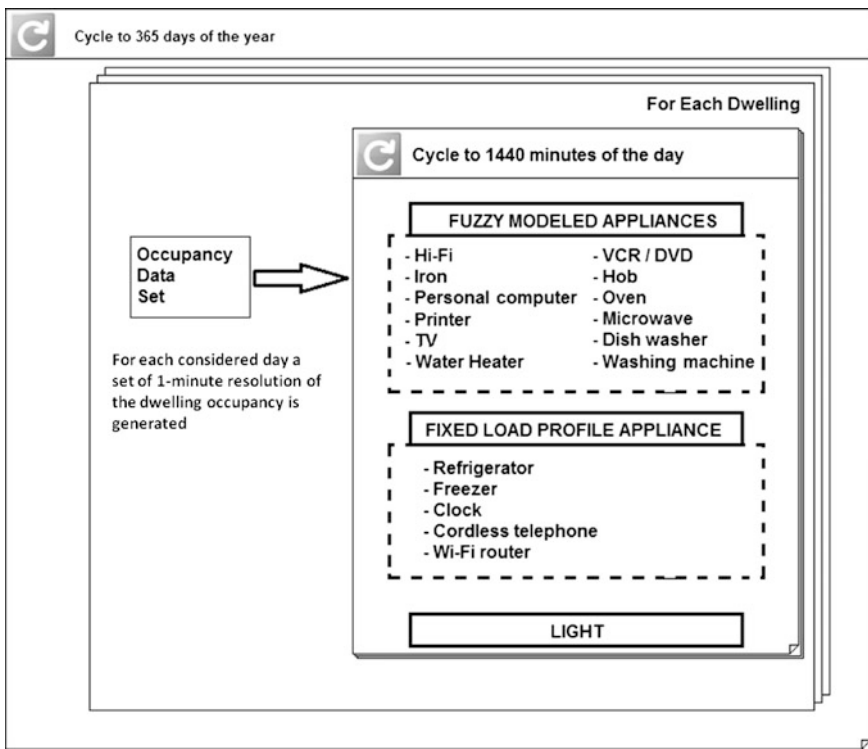 Cycle to 365 days of the year
For Each Dwelling
Cycle to 1440 minutes of the day
Occupancy
Data
Set
For each considered day a
set of 1-minute resolution of
the dwelling occupancy is
generated
FUZZY MODELED APPLIANCES
- Hi-Fi
- Iron
- Personal computer
- Printer
- TV
- Water Heater
- VCR / DVD
- Hob
- Oven
- Microwave
- Dish washer
- Washing machine
FIXED LOAD PROFILE APPLIANCE
- Refrigerator
- Freezer
- Clock
- Cordless telephone
- Wi-Fi router
LIGHT